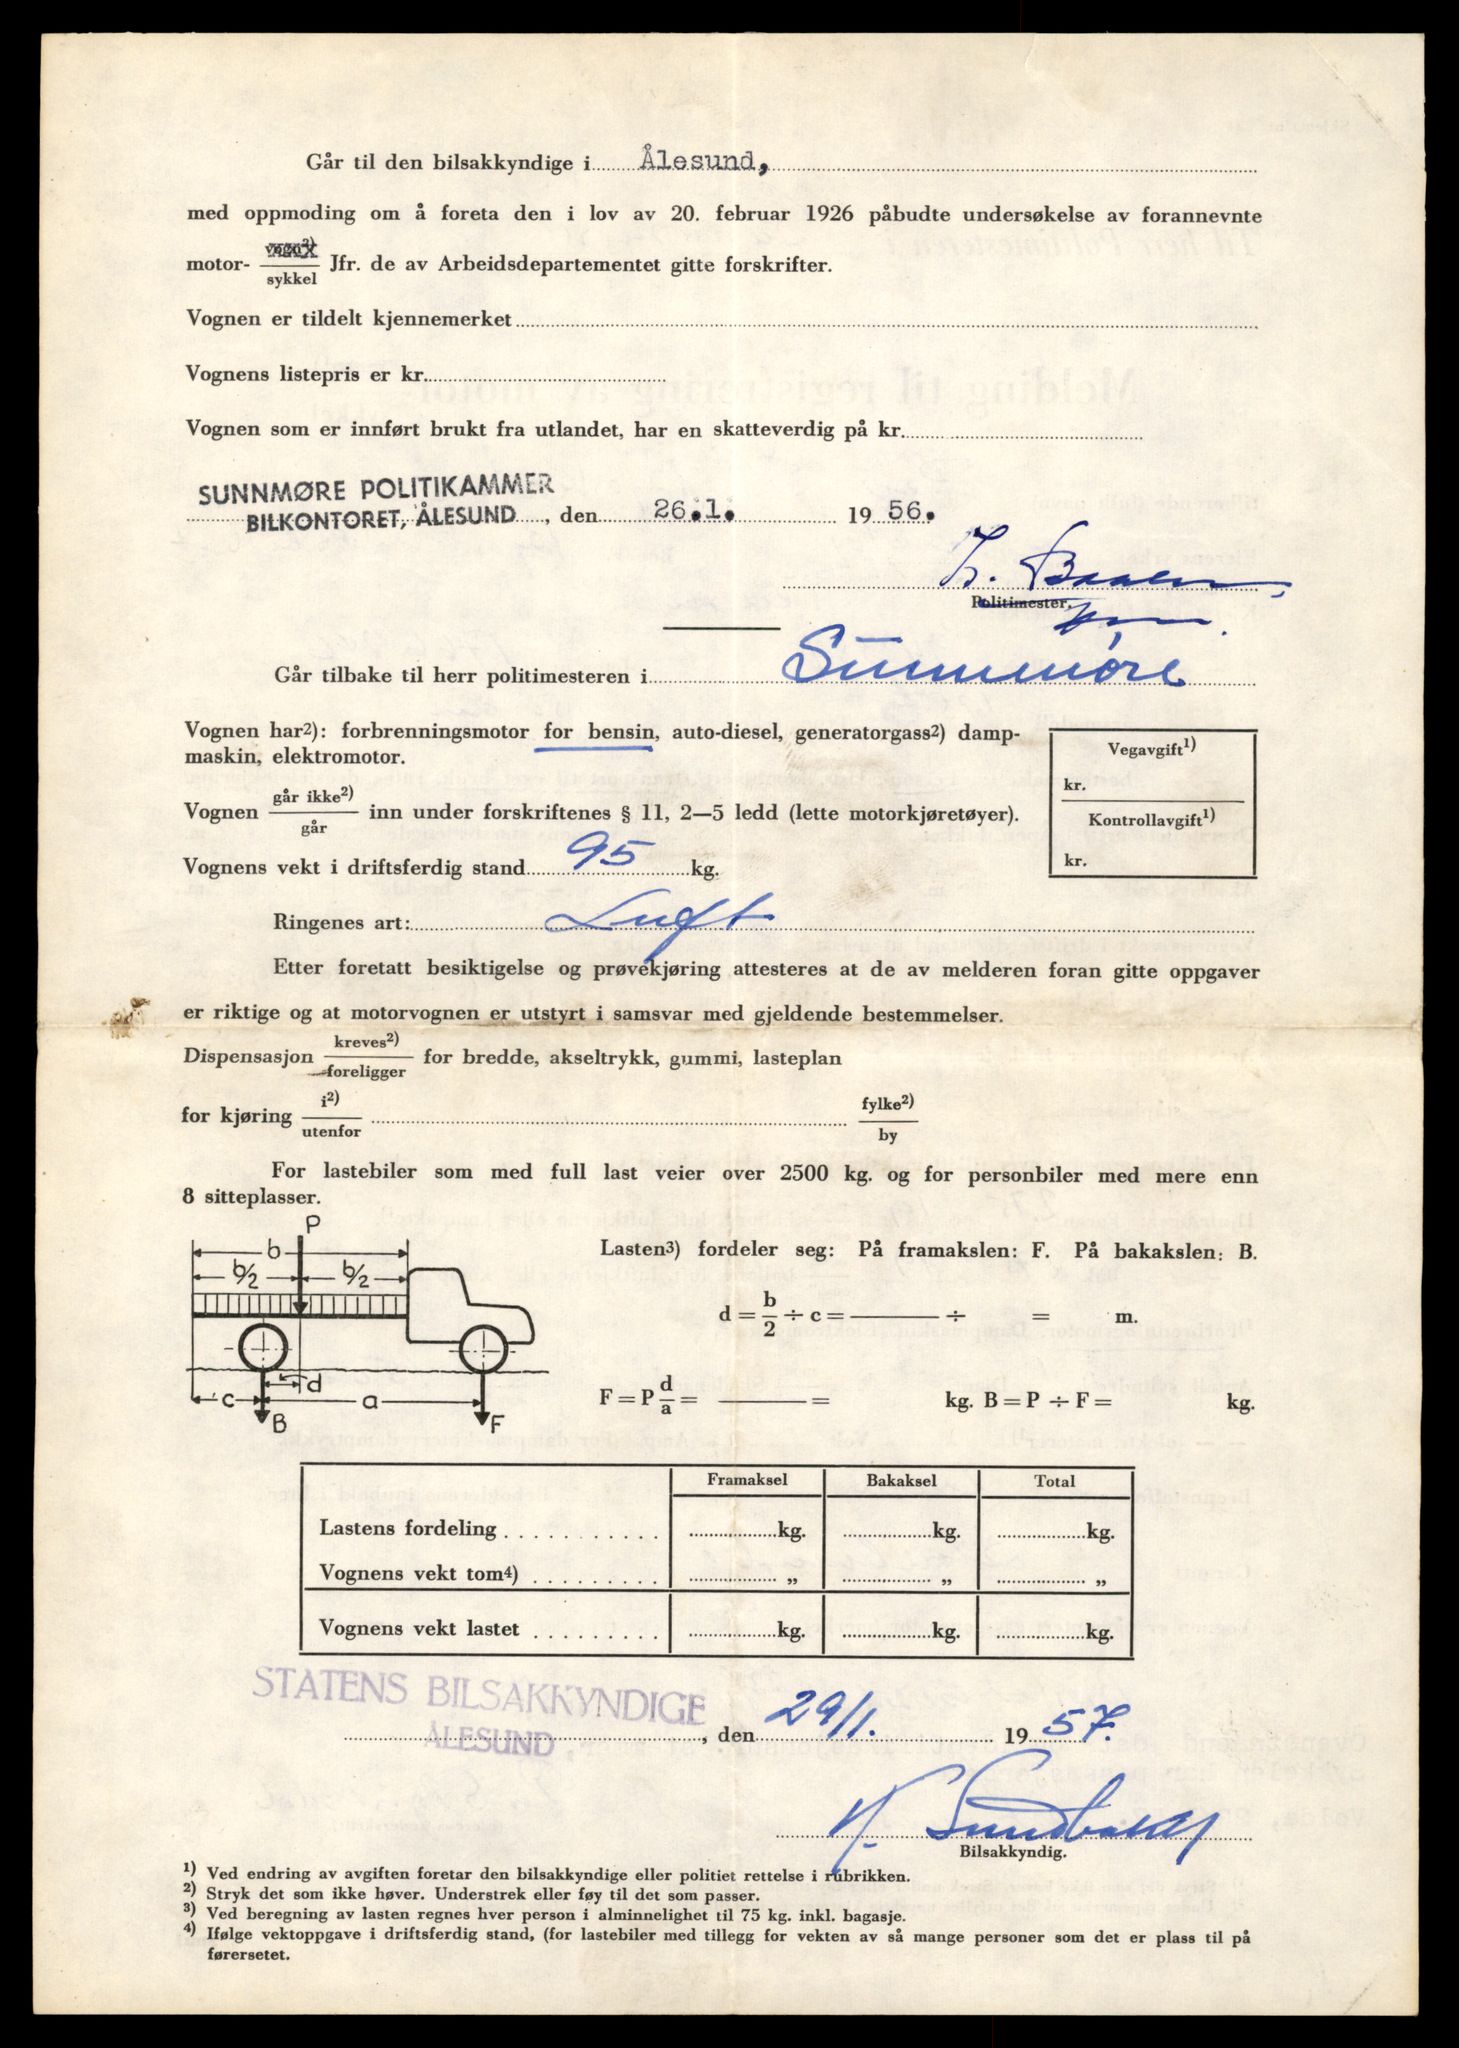 Går til den bilsakkyndige i Ålesund,
med oppmoding om å foreta den i lov av 20. februar 1926 påbudte undersøkelse av forannevnte
motor- vogn2)/sykkel Jfr. de av Arbeidsdepartementet gitte forskrifter.
Vognen er tildelt kjennemerket
Vognens listepris er kr.
Vognen som er innført brukt fra utlandet, har en skatteverdig på kr.
SUNNMØRE POLITIKAMMER
BILKONTORET, ÅLESUND , den 26.1. 1956.
Politimester.
Går tilbake til herr politimesteren i Sunnmøre
Vognen har2): forbrenningsmotor for bensin, auto-diesel, generatorgass2) damp-
maskin, elektromotor.
Vegavgift1)
kr.
Kontrollavgift1)
kr.
Vognen går ikke2)/går inn under forskriftenes § 11, 2—5 ledd (lette motorkjøretøyer).
Vognens vekt i driftsferdig stand 95 kg.
Ringenes art: Luft
Etter foretatt besiktigelse og prøvekjøring attesteres at de av melderen foran gitte oppgaver
er riktige og at motorvognen er utstyrt i samsvar med gjeldende bestemmelser.
Dispensasjon kreves2)/foreligger for bredde, akseltrykk, gummi, lasteplan
for kjøring i2)/utenfor fylke2)/by
For lastebiler som med full last veier over 2500 kg. og for personbiler med mere enn
8 sitteplasser.
P
b
b/2 b/2
c d a
B F
Lasten3) fordeler seg: På framakslen: F. På bakakslen: B.
d = b/2 ÷ c = ——— ÷ = m.
F = P d/a = ——— = kg. B = P ÷ F = kg.
Framaksel Bakaksel Total
Lastens fordeling kg. kg. kg.
Vognens vekt tom4) „ „ „
Vognens vekt lastet kg. kg. kg.
STATENS BILSAKKYNDIGE
ÅLESUND , den 29/1. 1957.
Bilsakkyndig.
1) Ved endring av avgiften foretar den bilsakkyndige eller politiet rettelse i rubrikken.
2) Stryk det som ikke høver. Understrek eller føy til det som passer.
3) Ved beregning av lasten regnes hver person i alminnelighet til 75 kg. inkl. bagasje.
4) Ifølge vektoppgave i driftsferdig stand, (for lastebiler med tillegg for vekten av så mange personer som det er plass til på
førersetet.